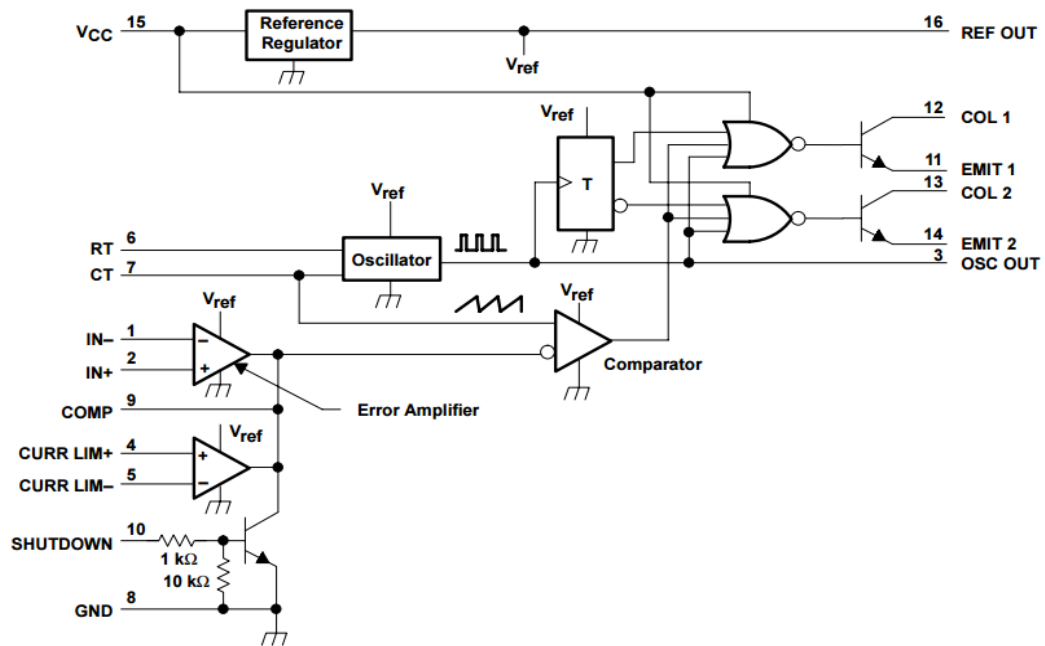 VCC 15 Reference Regulator 16 REF OUT
Vref
Vref 12 COL 1
T 11 EMIT 1
13 COL 2
Vref
14 EMIT 2
RT 6 Oscillator 3 OSC OUT
CT 7
Vref Vref
IN– 1 –
IN+ 2 + Comparator
COMP 9 Error Amplifier
Vref
CURR LIM+ 4 +
CURR LIM– 5 –
SHUTDOWN 10
1 kΩ
10 kΩ
GND 8